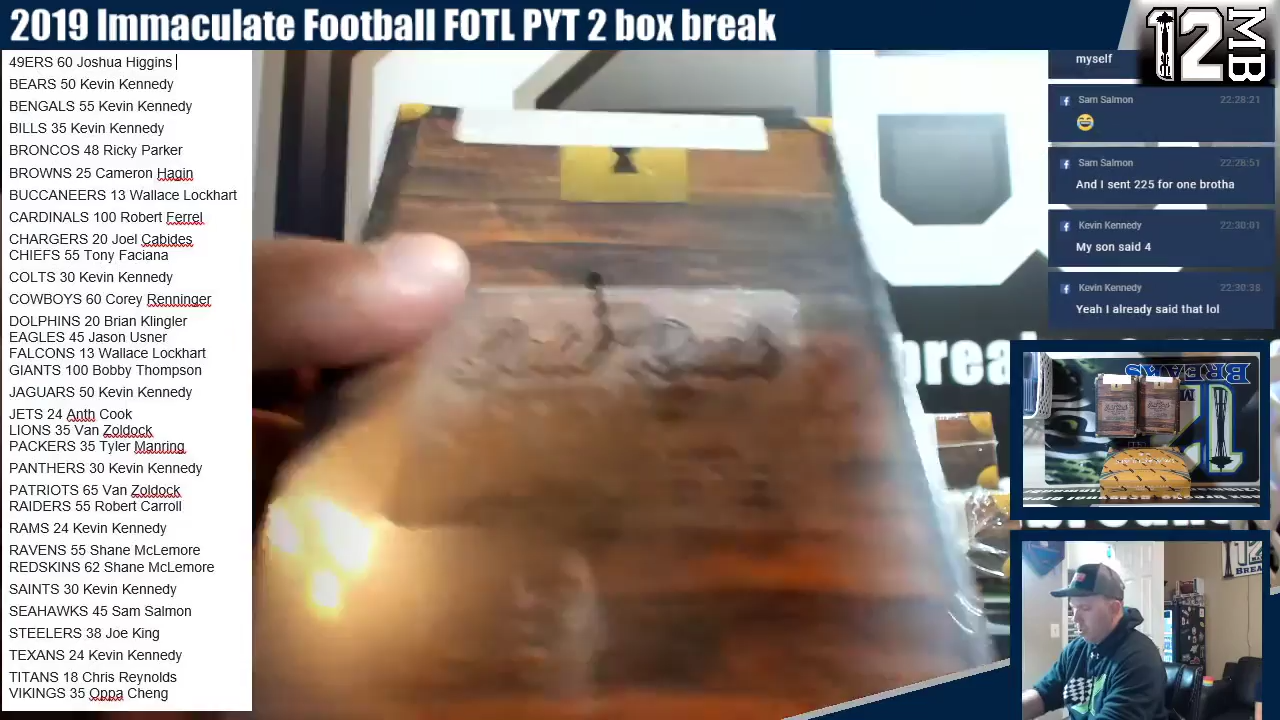 2019 Immaculate Football FOTL PYT 2 box break
12 MB
49ERS 60 Joshua Higgins
BEARS 50 Kevin Kennedy
BENGALS 55 Kevin Kennedy
BILLS 35 Kevin Kennedy
BRONCOS 48 Ricky Parker
BROWNS 25 Cameron Hagin
BUCCANEERS 13 Wallace Lockhart
CARDINALS 100 Robert Ferrel
CHARGERS 20 Joel Cabides
CHIEFS 55 Tony Faciana
COLTS 30 Kevin Kennedy
COWBOYS 60 Corey Renninger
DOLPHINS 20 Brian Klingler
EAGLES 45 Jason Usner
FALCONS 13 Wallace Lockhart
GIANTS 100 Bobby Thompson
JAGUARS 50 Kevin Kennedy
JETS 24 Anth Cook
LIONS 35 Van Zoldock
PACKERS 35 Tyler Manring
PANTHERS 30 Kevin Kennedy
PATRIOTS 65 Van Zoldock
RAIDERS 55 Robert Carroll
RAMS 24 Kevin Kennedy
RAVENS 55 Shane McLemore
REDSKINS 62 Shane McLemore
SAINTS 30 Kevin Kennedy
SEAHAWKS 45 Sam Salmon
STEELERS 38 Joe King
TEXANS 24 Kevin Kennedy
TITANS 18 Chris Reynolds
VIKINGS 35 Oppa Cheng
myself
Sam Salmon 22:28:21
😄
Sam Salmon 22:28:51
And I sent 225 for one brotha
Kevin Kennedy 22:30:01
My son said 4
Kevin Kennedy 22:30:38
Yeah I already said that lol
BREAKS
12